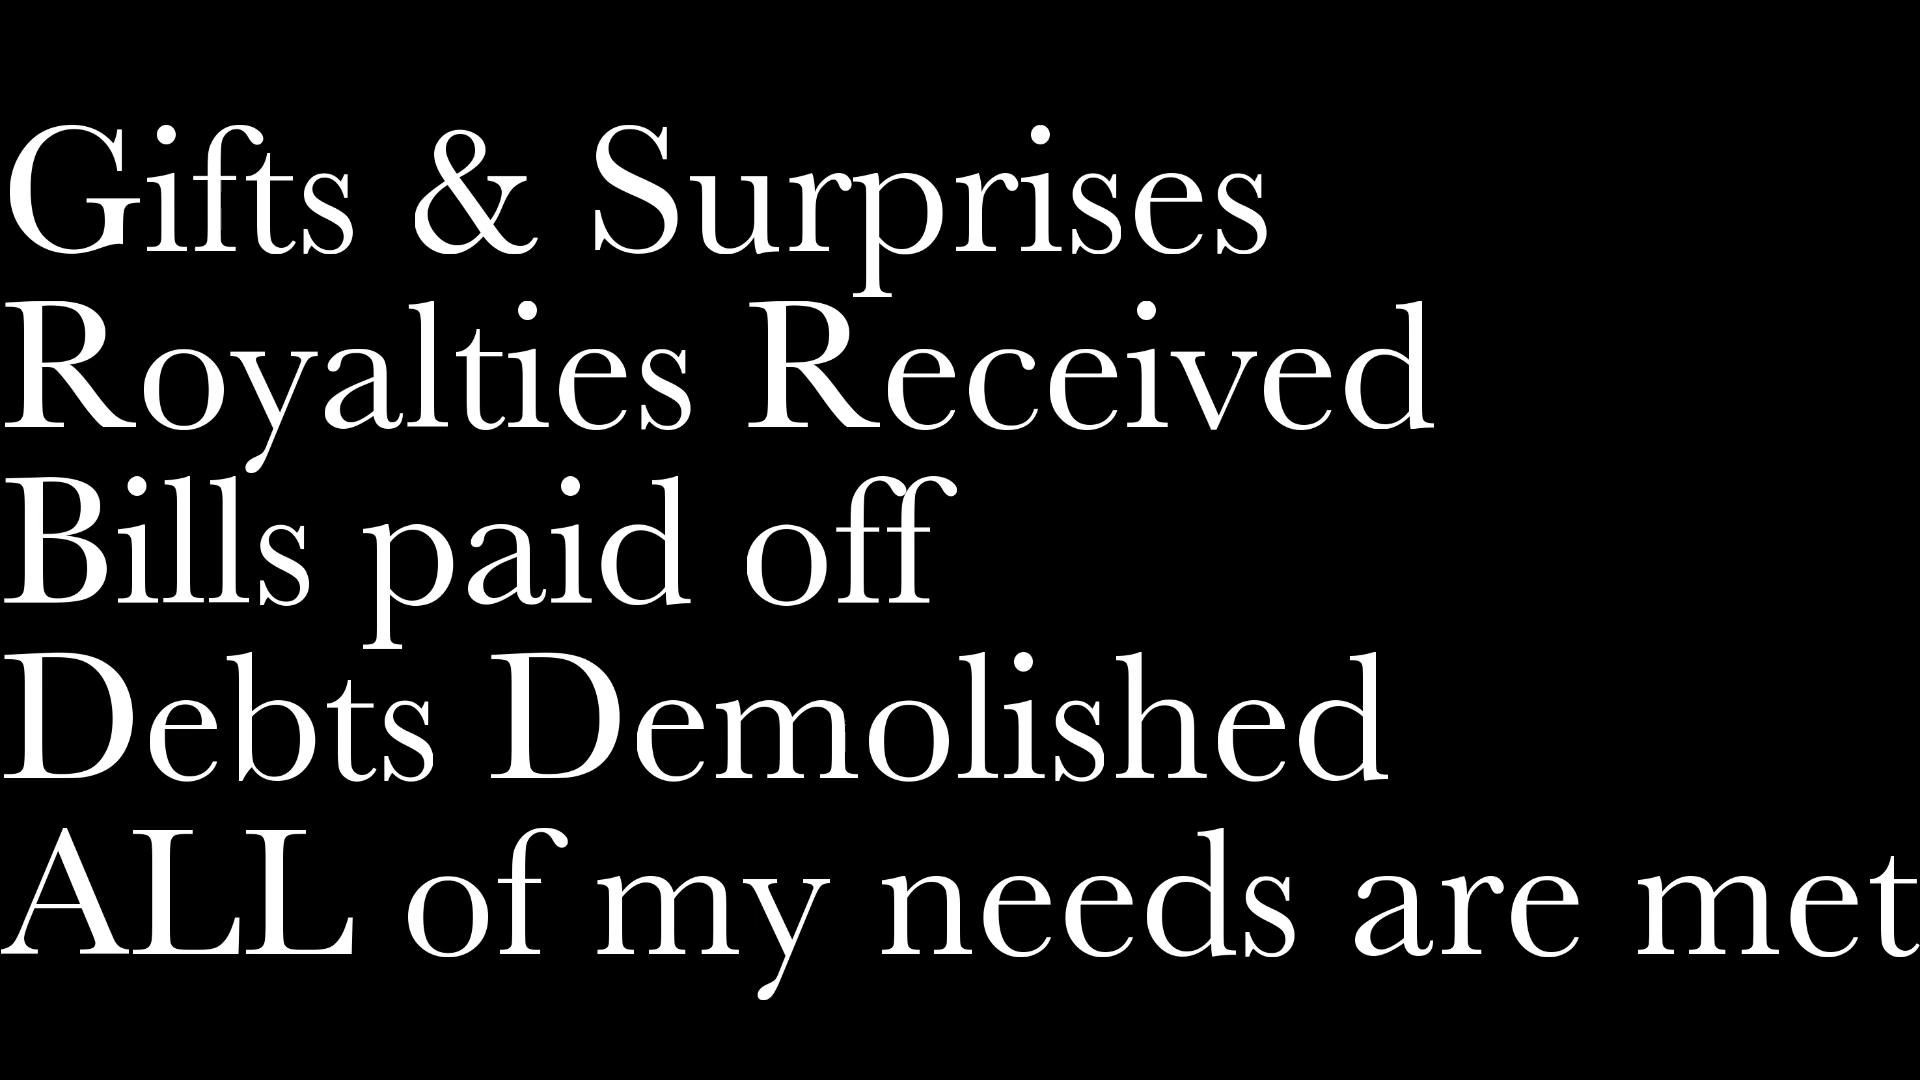 Gifts & Surprises
Royalties Received
Bills paid off
Debts Demolished
ALL of my needs are met